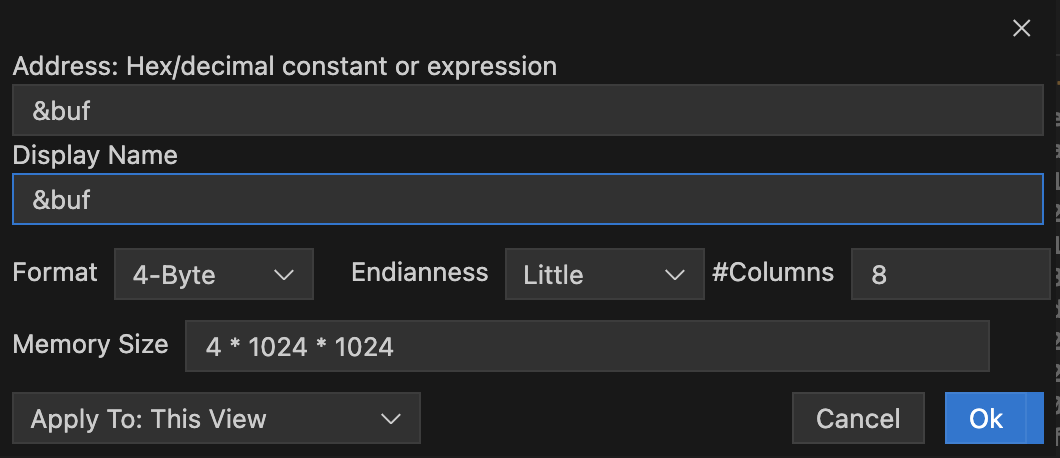 Address: Hex/decimal constant or expression
&buf
Display Name
&buf
Format 4-Byte Endianness Little #Columns 8
Memory Size 4 * 1024 * 1024
Apply To: This View Cancel Ok